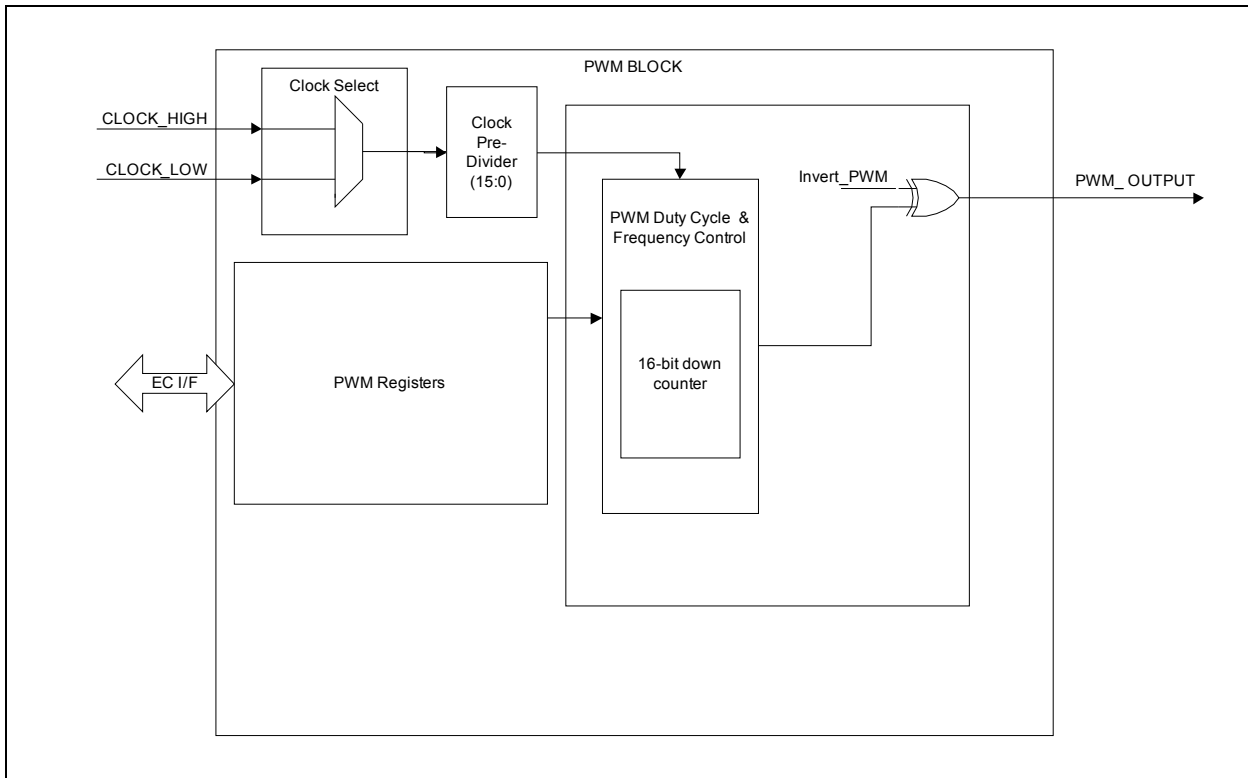 PWM BLOCK
Clock Select
CLOCK_HIGH
CLOCK_LOW
Clock
Pre-
Divider
(15:0)
Invert_PWM
PWM_ OUTPUT
PWM Duty Cycle &
Frequency Control
16-bit down
counter
EC I/F
PWM Registers